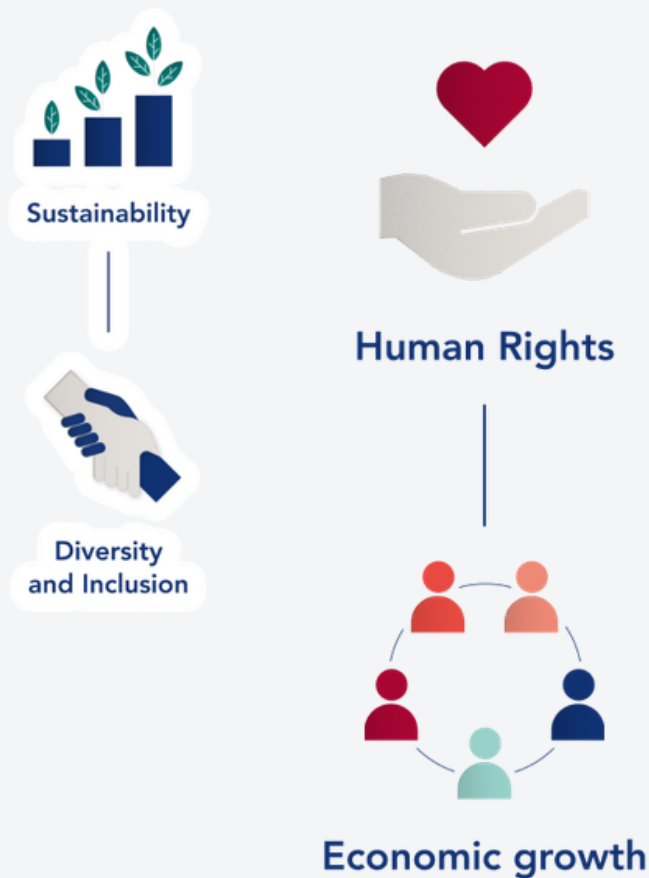 Sustainability
Human Rights
Diversity
and Inclusion
Economic growth